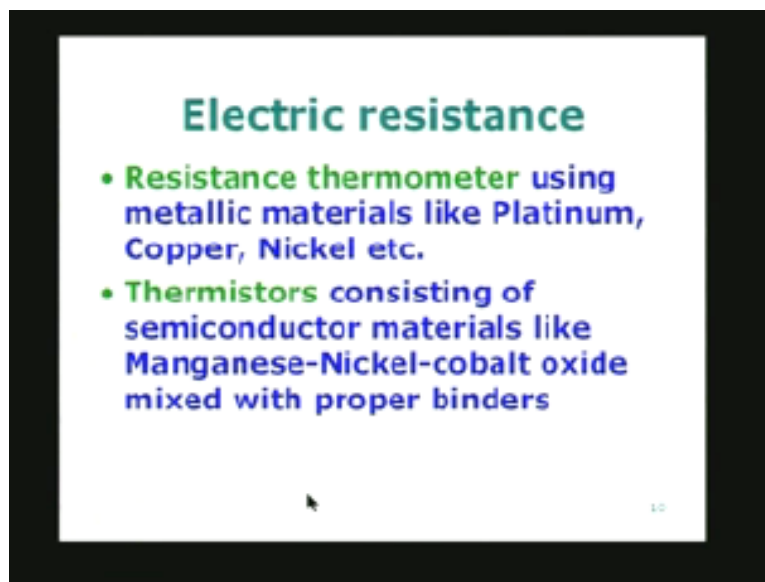 Electric resistance
• Resistance thermometer using
metallic materials like Platinum,
Copper, Nickel etc.
• Thermistors consisting of
semiconductor materials like
Manganese-Nickel-cobalt oxide
mixed with proper binders
10